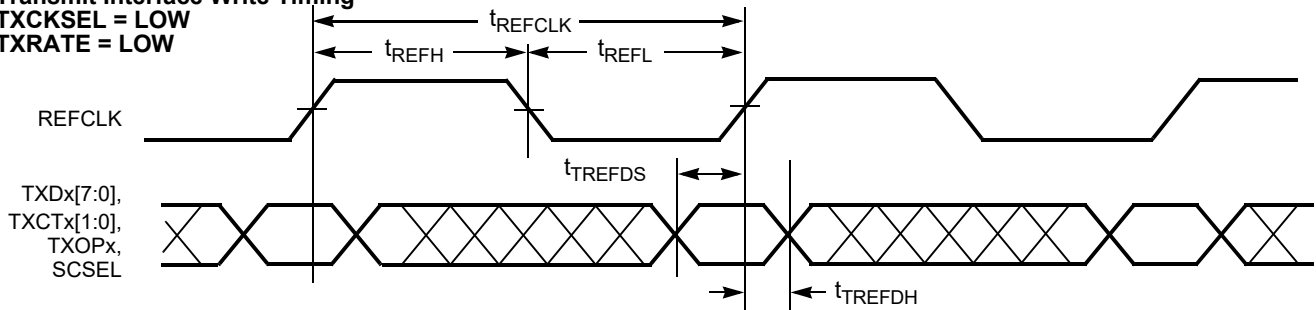 Transmit Interface Write Timing
TXCKSEL = LOW
TXRATE = LOW
tREFCLK
tREFH
tREFL
REFCLK
tTREFDS
TXDx[7:0],
TXCTx[1:0],
TXOPx,
SCSEL
tTREFDH